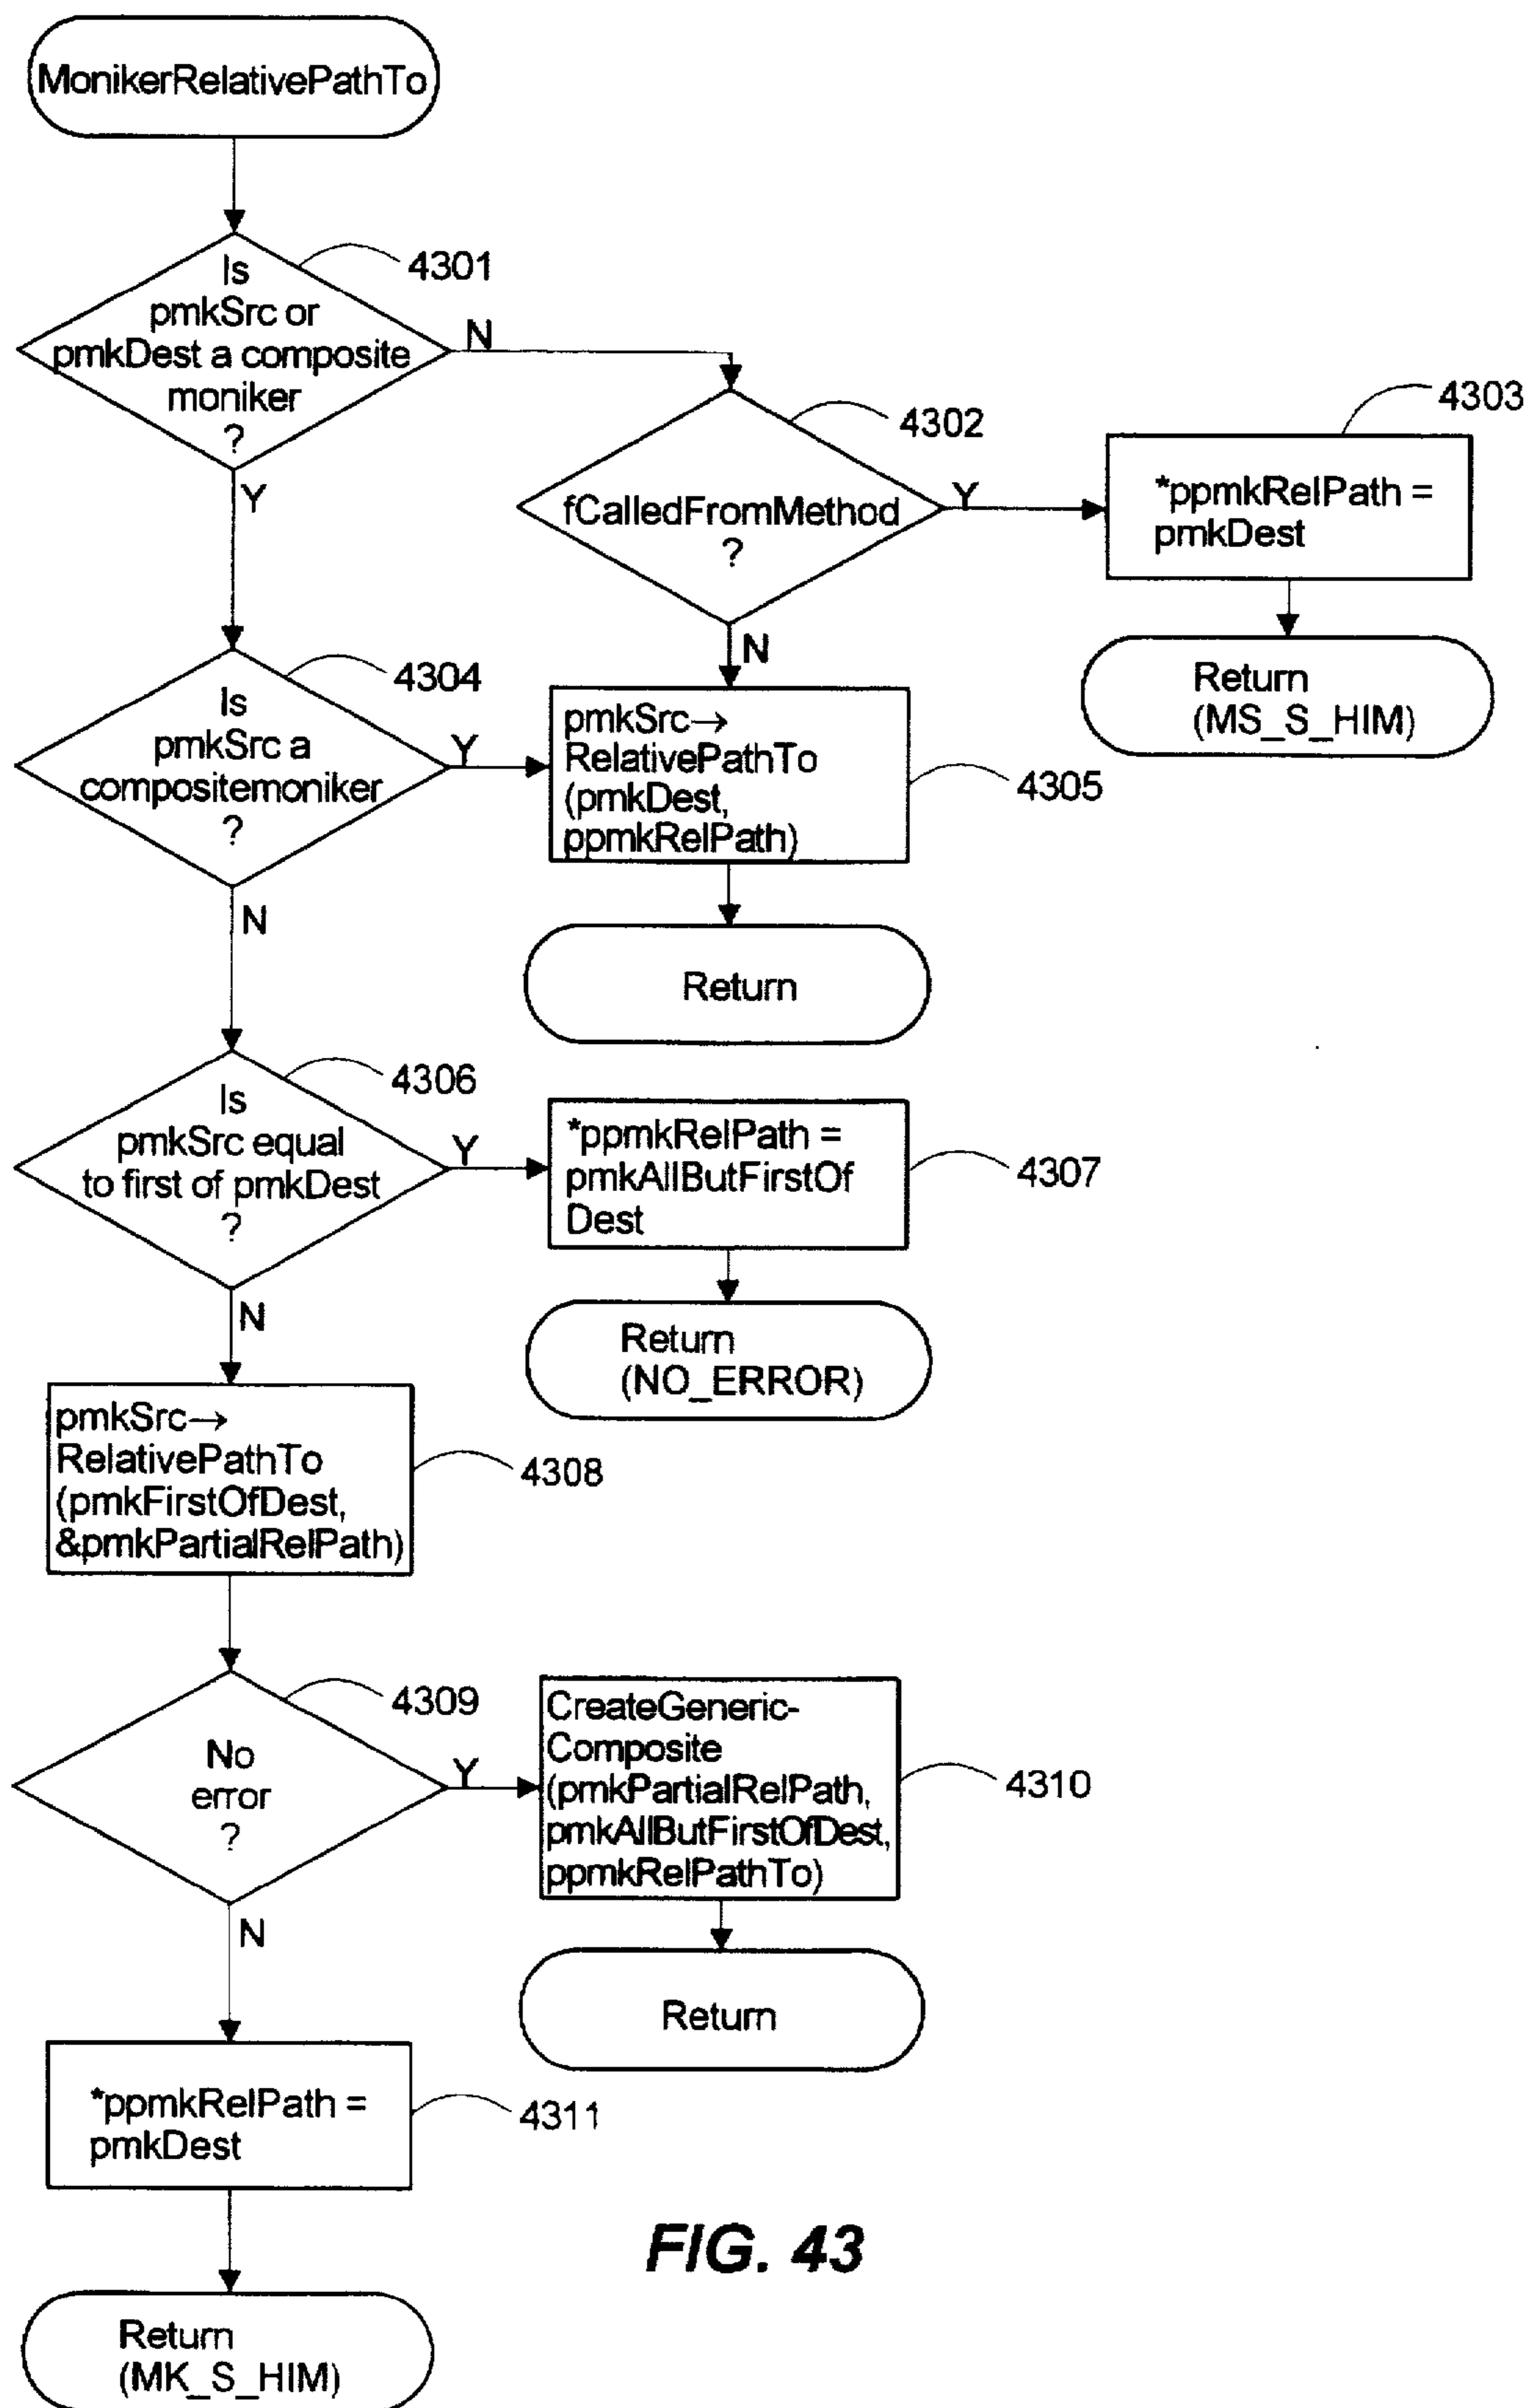 MonikerRelativePathTo
4301
Is
pmkSrc or
pmkDest a composite
moniker
?
N
Y
4302
fCalledFromMethod
?
Y
N
4303
*ppmkRelPath =
pmkDest
Return
(MS_S_HIM)
4304
Is
pmkSrc a
compositemoniker
?
Y
N
pmkSrc→
RelativePathTo
(pmkDest,
ppmkRelPath)
4305
Return
4306
Is
pmkSrc equal
to first of pmkDest
?
Y
N
*ppmkRelPath =
pmkAllButFirstOf
Dest
4307
Return
(NO_ERROR)
pmkSrc→
RelativePathTo
(pmkFirstOfDest,
&pmkPartialRelPath)
4308
4309
No
error
?
Y
N
CreateGeneric-
Composite
(pmkPartialRelPath,
pmkAllButFirstOfDest,
ppmkRelPathTo)
4310
Return
*ppmkRelPath =
pmkDest
4311
Return
(MK_S_HIM)
FIG. 43